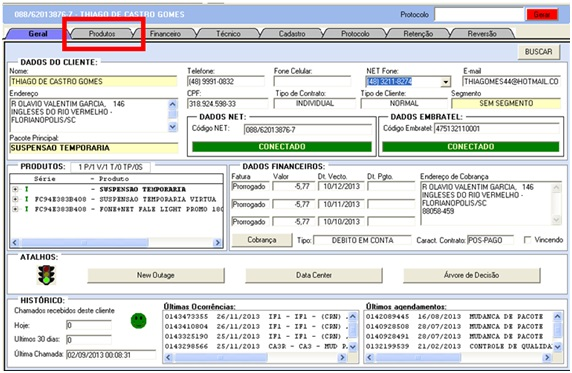 088/62013876-7 - THIAGO DE CASTRO GOMES
Protocolo
Gerar
Geral Produtos Financeiro Técnico Cadastro Protocolo Retenção Reversão
BUSCAR
DADOS DO CLIENTE:
Nome: Telefone: Fone Celular: NET Fone: E-mail
THIAGO DE CASTRO GOMES (48) 9991-0832 (48) 3211-8274 THIAGOMES44@HOTMAIL.CO
Endereço CPF: Tipo de Contrato: Tipo de Cliente: Segmento
R OLAVIO VALENTIM GARCIA, 146 318.924.598-33 INDIVIDUAL NORMAL SEM SEGMENTO
INGLESES DO RIO VERMELHO -
FLORIANOPOLIS/SC
DADOS NET: DADOS EMBRATEL:
Código NET: 088/62013876-7 Código Embratel: 475132110001
Pacote Principal:
SUSPENSAO TEMPORARIA CONECTADO CONECTADO
PRODUTOS: 1 P/1 V/1 T/0 TP/0S
Série - Produto
I - SUSPENSAO TEMPORARIA
I FC94E383B408 - SUSPENSAO TEMPORARIA VIRTUA
I FC94E383B408 - FONE+NET FALE LIGHT PROMO 100
DADOS FINANCEIROS:
Fatura Valor Dt. Vecto. Dt. Pgto. Endereço de Cobrança
Prorrogado -5,77 10/12/2013
Prorrogado -5,77 10/11/2013
Prorrogado -5,77 10/10/2013
R OLAVIO VALENTIM GARCIA, 146
INGLESES DO RIO VERMELHO -
FLORIANOPOLIS/SC
88058-459
Cobrança Tipo: DEBITO EM CONTA Caract. Contrato: POS-PAGO Vincendo
ATALHOS:
New Outage Data Center Árvore de Decisão
HISTÓRICO:
Chamados recebidos deste cliente
Hoje: 0
Ultimos 30 dias: 0
Última Chamada: 02/09/2013 00:08:31
Últimas Ocorrências:
0143473355 26/11/2013 IF1 - IF1 - (CRN) .
0143410804 26/11/2013 IF1 - IF1 - (CRN) .
0143325190 25/11/2013 IF1 - IF1 - (CRN) .
0143298566 25/11/2013 CA3R - CA3 - MUD P.
Últimos agendamentos:
0142089445 16/08/2013 MUDANCA DE PACOTE
0140928508 28/07/2013 MUDANCA DE PACOTE
0140928491 28/07/2013 MUDANCA DE PACOTE
0132199539 21/02/2013 CONTROLE DE QUALIDA